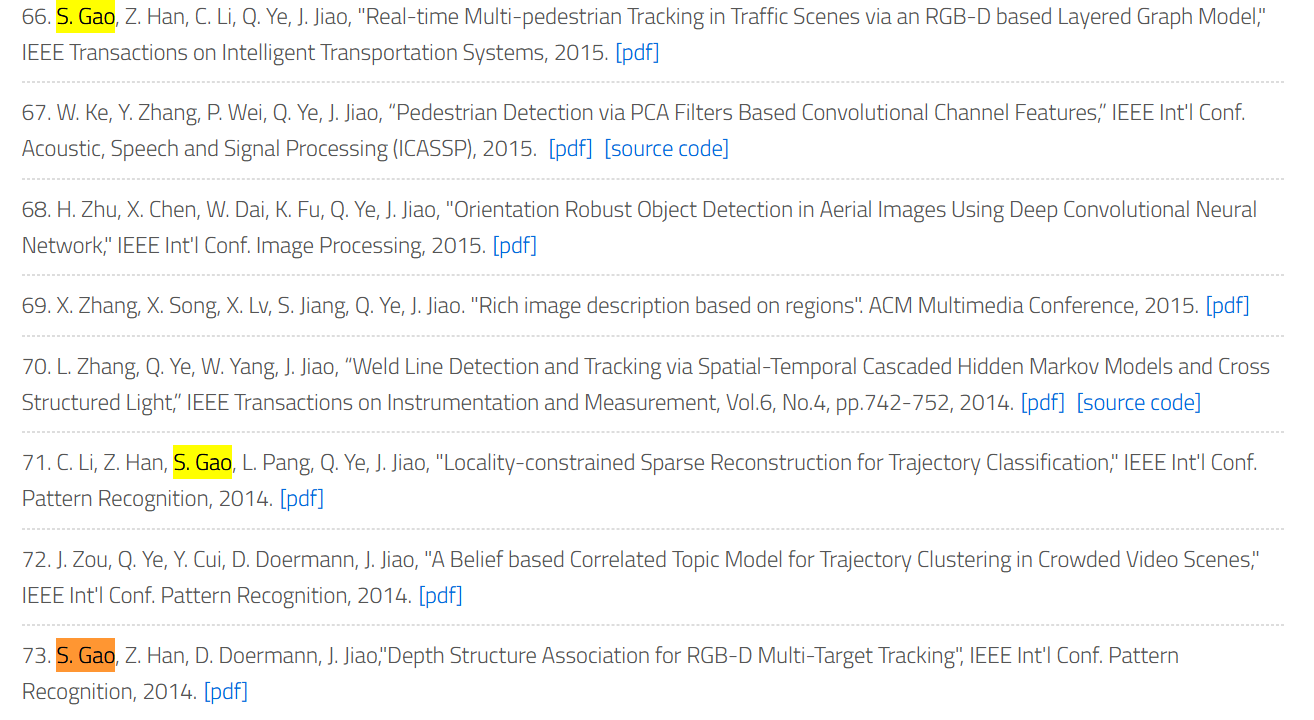 66. S. Gao, Z. Han, C. Li, Q. Ye, J. Jiao, "Real-time Multi-pedestrian Tracking in Traffic Scenes via an RGB-D based Layered Graph Model,"
IEEE Transactions on Intelligent Transportation Systems, 2015. [pdf]
67. W. Ke, Y. Zhang, P. Wei, Q. Ye, J. Jiao, “Pedestrian Detection via PCA Filters Based Convolutional Channel Features,” IEEE Int'l Conf.
Acoustic, Speech and Signal Processing (ICASSP), 2015. [pdf] [source code]
68. H. Zhu, X. Chen, W. Dai, K. Fu, Q. Ye, J. Jiao, "Orientation Robust Object Detection in Aerial Images Using Deep Convolutional Neural
Network," IEEE Int'l Conf. Image Processing, 2015. [pdf]
69. X. Zhang, X. Song, X. Lv, S. Jiang, Q. Ye, J. Jiao. "Rich image description based on regions". ACM Multimedia Conference, 2015. [pdf]
70. L. Zhang, Q. Ye, W. Yang, J. Jiao, “Weld Line Detection and Tracking via Spatial-Temporal Cascaded Hidden Markov Models and Cross
Structured Light,” IEEE Transactions on Instrumentation and Measurement, Vol.6, No.4, pp.742-752, 2014. [pdf] [source code]
71. C. Li, Z. Han, S. Gao, L. Pang, Q. Ye, J. Jiao, "Locality-constrained Sparse Reconstruction for Trajectory Classification," IEEE Int'l Conf.
Pattern Recognition, 2014. [pdf]
72. J. Zou, Q. Ye, Y. Cui, D. Doermann, J. Jiao, "A Belief based Correlated Topic Model for Trajectory Clustering in Crowded Video Scenes,"
IEEE Int'l Conf. Pattern Recognition, 2014. [pdf]
73. S. Gao, Z. Han, D. Doermann, J. Jiao,"Depth Structure Association for RGB-D Multi-Target Tracking", IEEE Int'l Conf. Pattern
Recognition, 2014. [pdf]